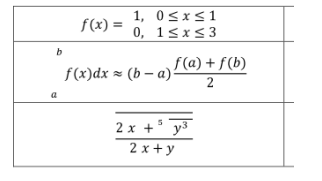 f(x) = 1, 0 ≤ x ≤ 1
0, 1 ≤ x ≤ 3
b
f(x)dx ≈ (b − a) f(a) + f(b)
2
a
2 x + 5 y³
2 x + y